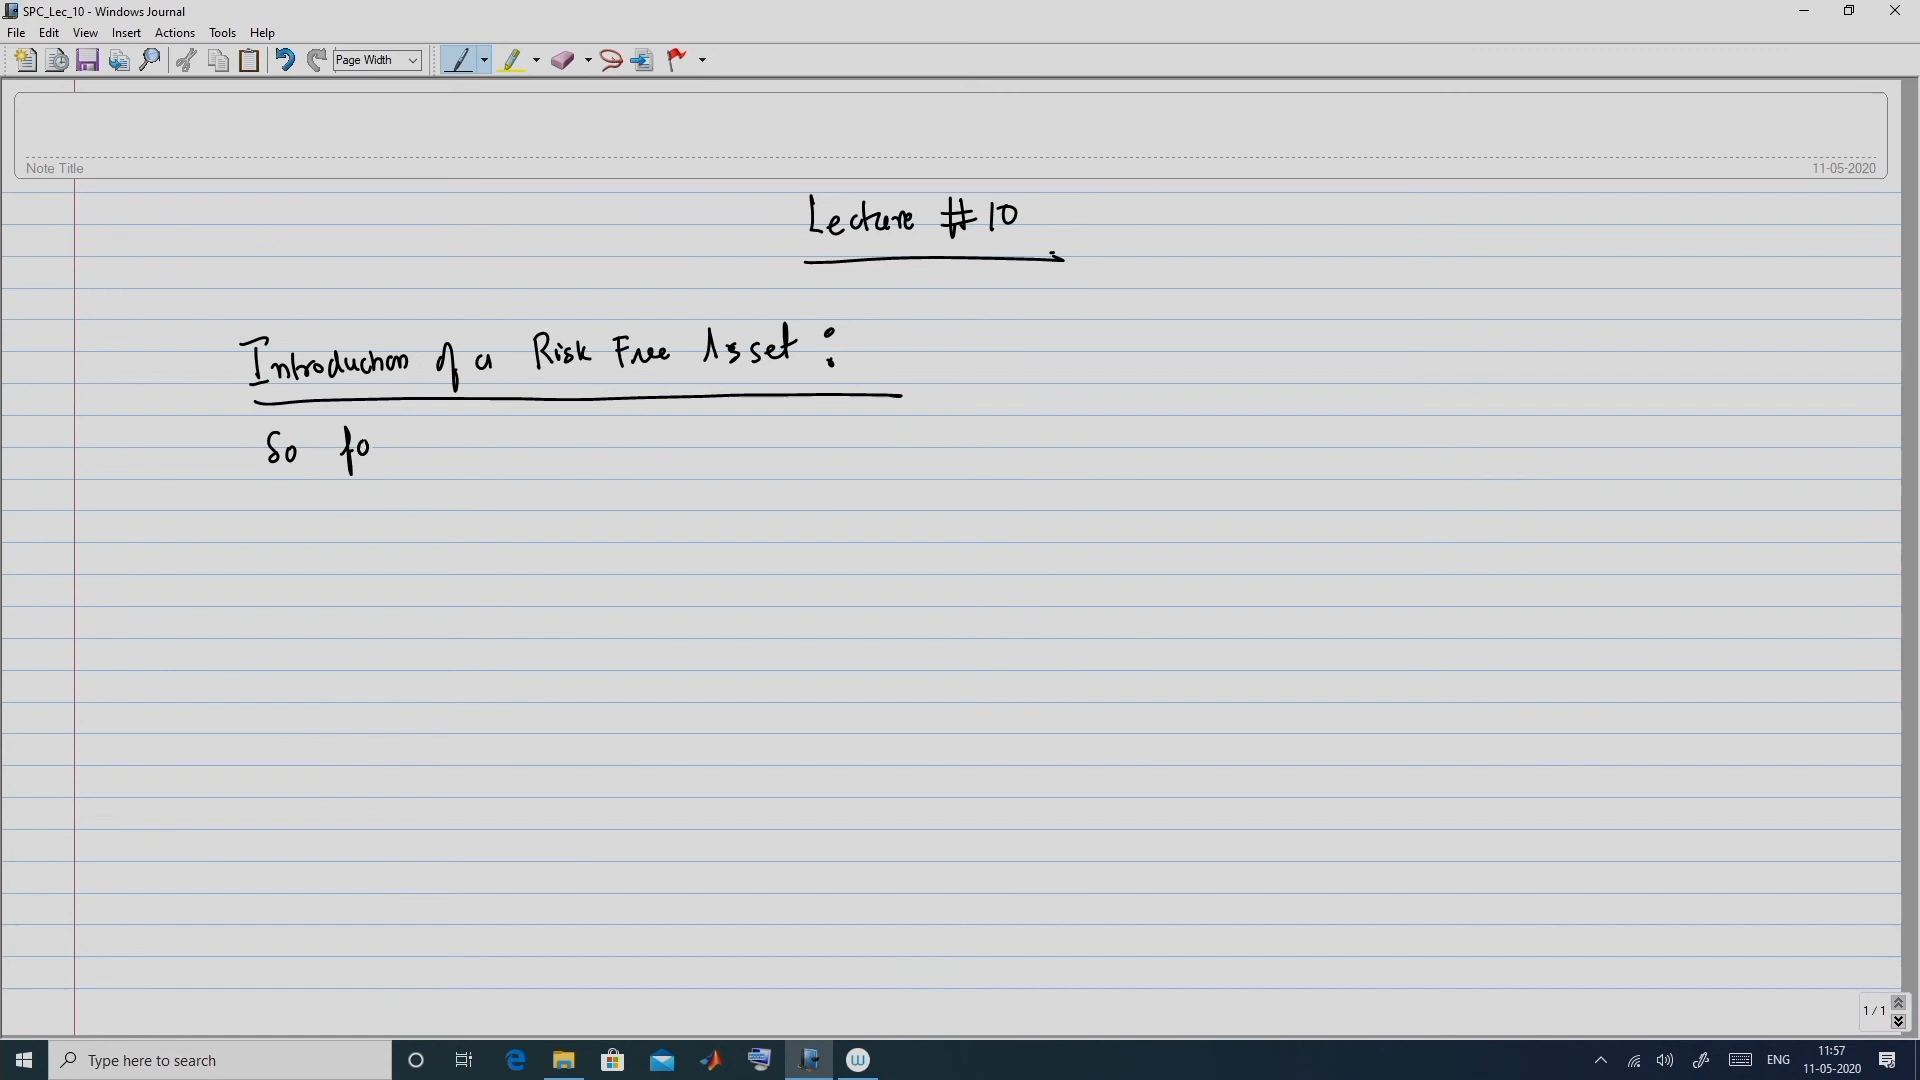 SPC_Lec_10 - Windows Journal
File Edit View Insert Actions Tools Help
Page Width
Note Title
11-05-2020
Lecture #10
Introduction of a Risk Free Asset :
So fo
1 / 1
Type here to search
ENG
11:57
11-05-2020